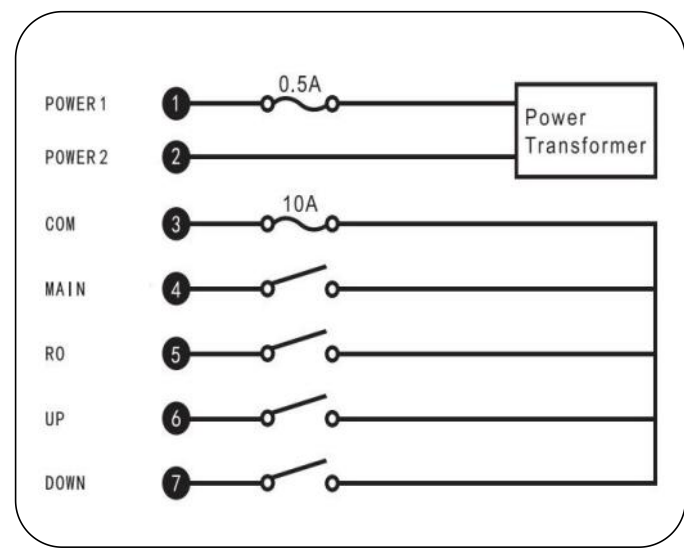 POWER1 1 0.5A
Power
Transformer
POWER2 2
COM 3 10A
MAIN 4
RO 5
UP 6
DOWN 7